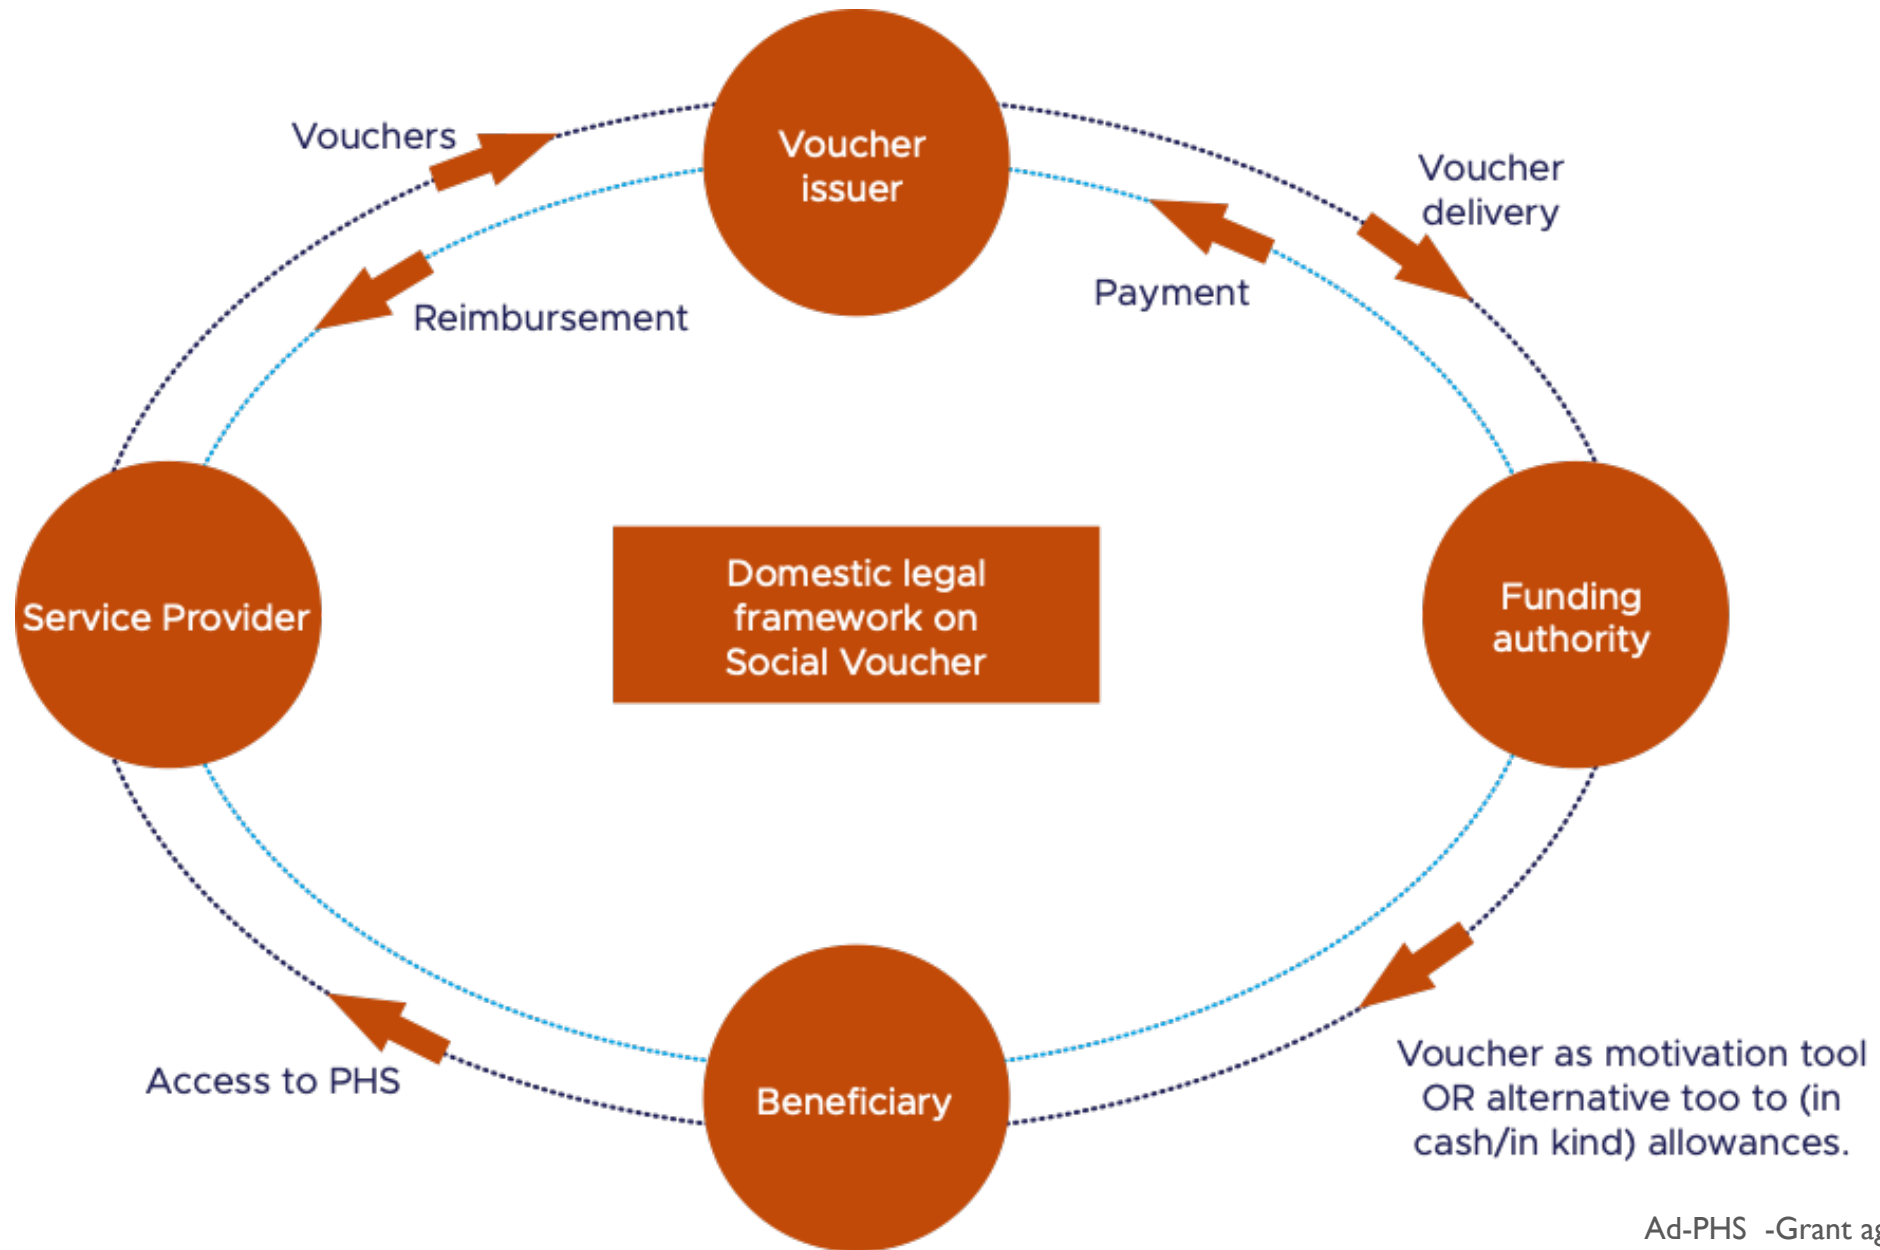 Voucher
issuer
Vouchers
Voucher
delivery
Payment
Reimbursement
Service Provider
Domestic legal
framework on
Social Voucher
Funding
authority
Access to PHS
Beneficiary
Voucher as motivation tool
OR alternative too to (in
cash/in kind) allowances.
Ad-PHS -Grant